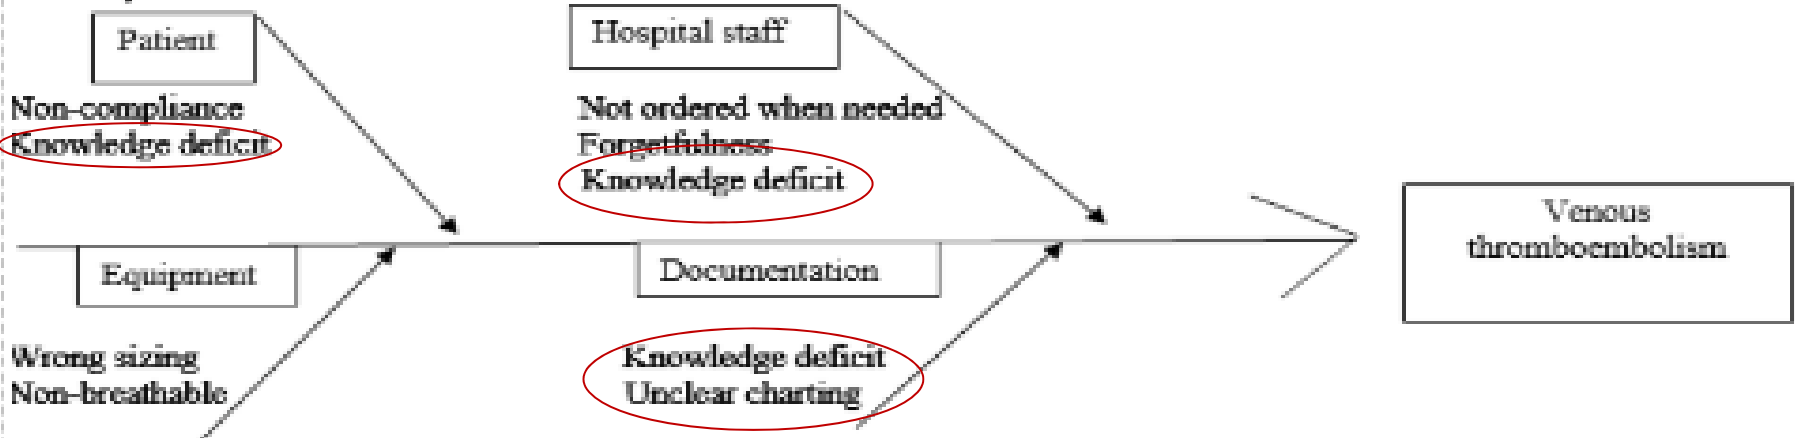 Patient
Non-compliance
Knowledge deficit
Hospital staff
Not ordered when needed
Forgetfulness
Knowledge deficit
Equipment
Wrong sizing
Non-breathable
Documentation
Knowledge deficit
Unclear charting
Venous
thromboembolism